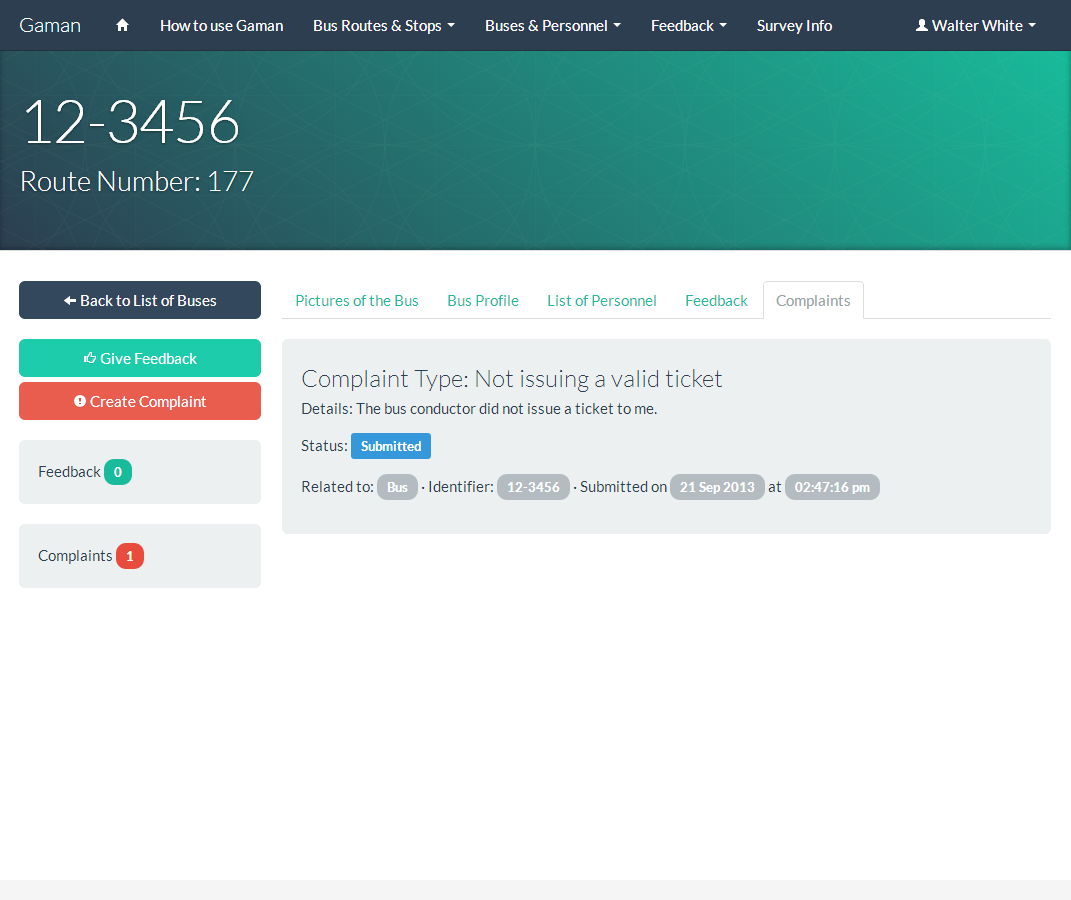 Gaman How to use Gaman Bus Routes & Stops Buses & Personnel Feedback Survey Info Walter White
12-3456
Route Number: 177
Back to List of Buses
Give Feedback
Create Complaint
Feedback 0
Complaints 1
Pictures of the Bus Bus Profile List of Personnel Feedback Complaints
Complaint Type: Not issuing a valid ticket
Details: The bus conductor did not issue a ticket to me.
Status: Submitted
Related to: Bus · Identifier: 12-3456 · Submitted on 21 Sep 2013 at 02:47:16 pm